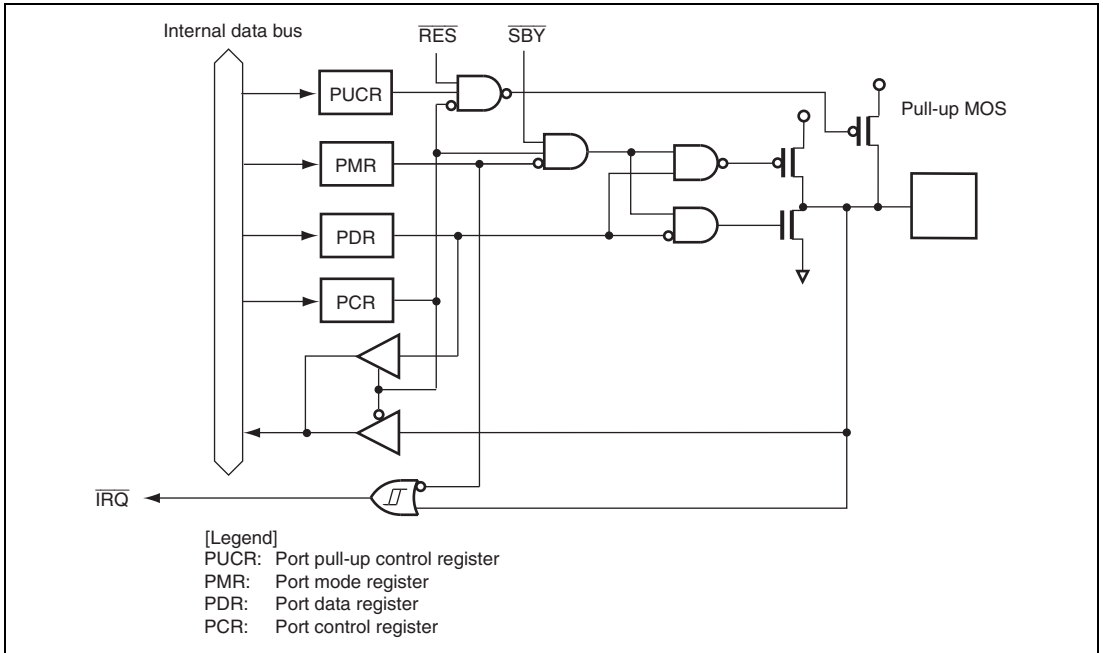 Internal data bus
RES
SBY
PUCR
Pull-up MOS
PMR
PDR
PCR
IRQ
[Legend]
PUCR: Port pull-up control register
PMR: Port mode register
PDR: Port data register
PCR: Port control register